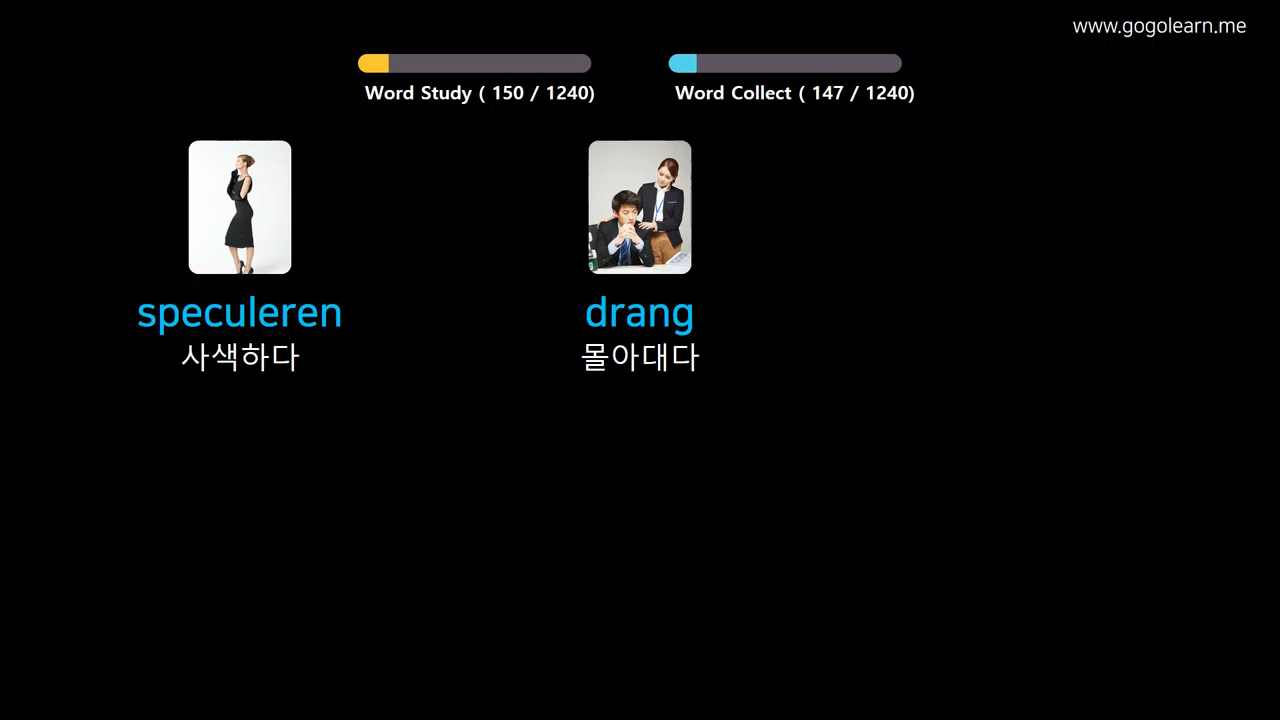 www.gogolearn.me
Word Study ( 150 / 1240)
Word Collect ( 147 / 1240)
speculeren
사색하다
drang
몰아대다